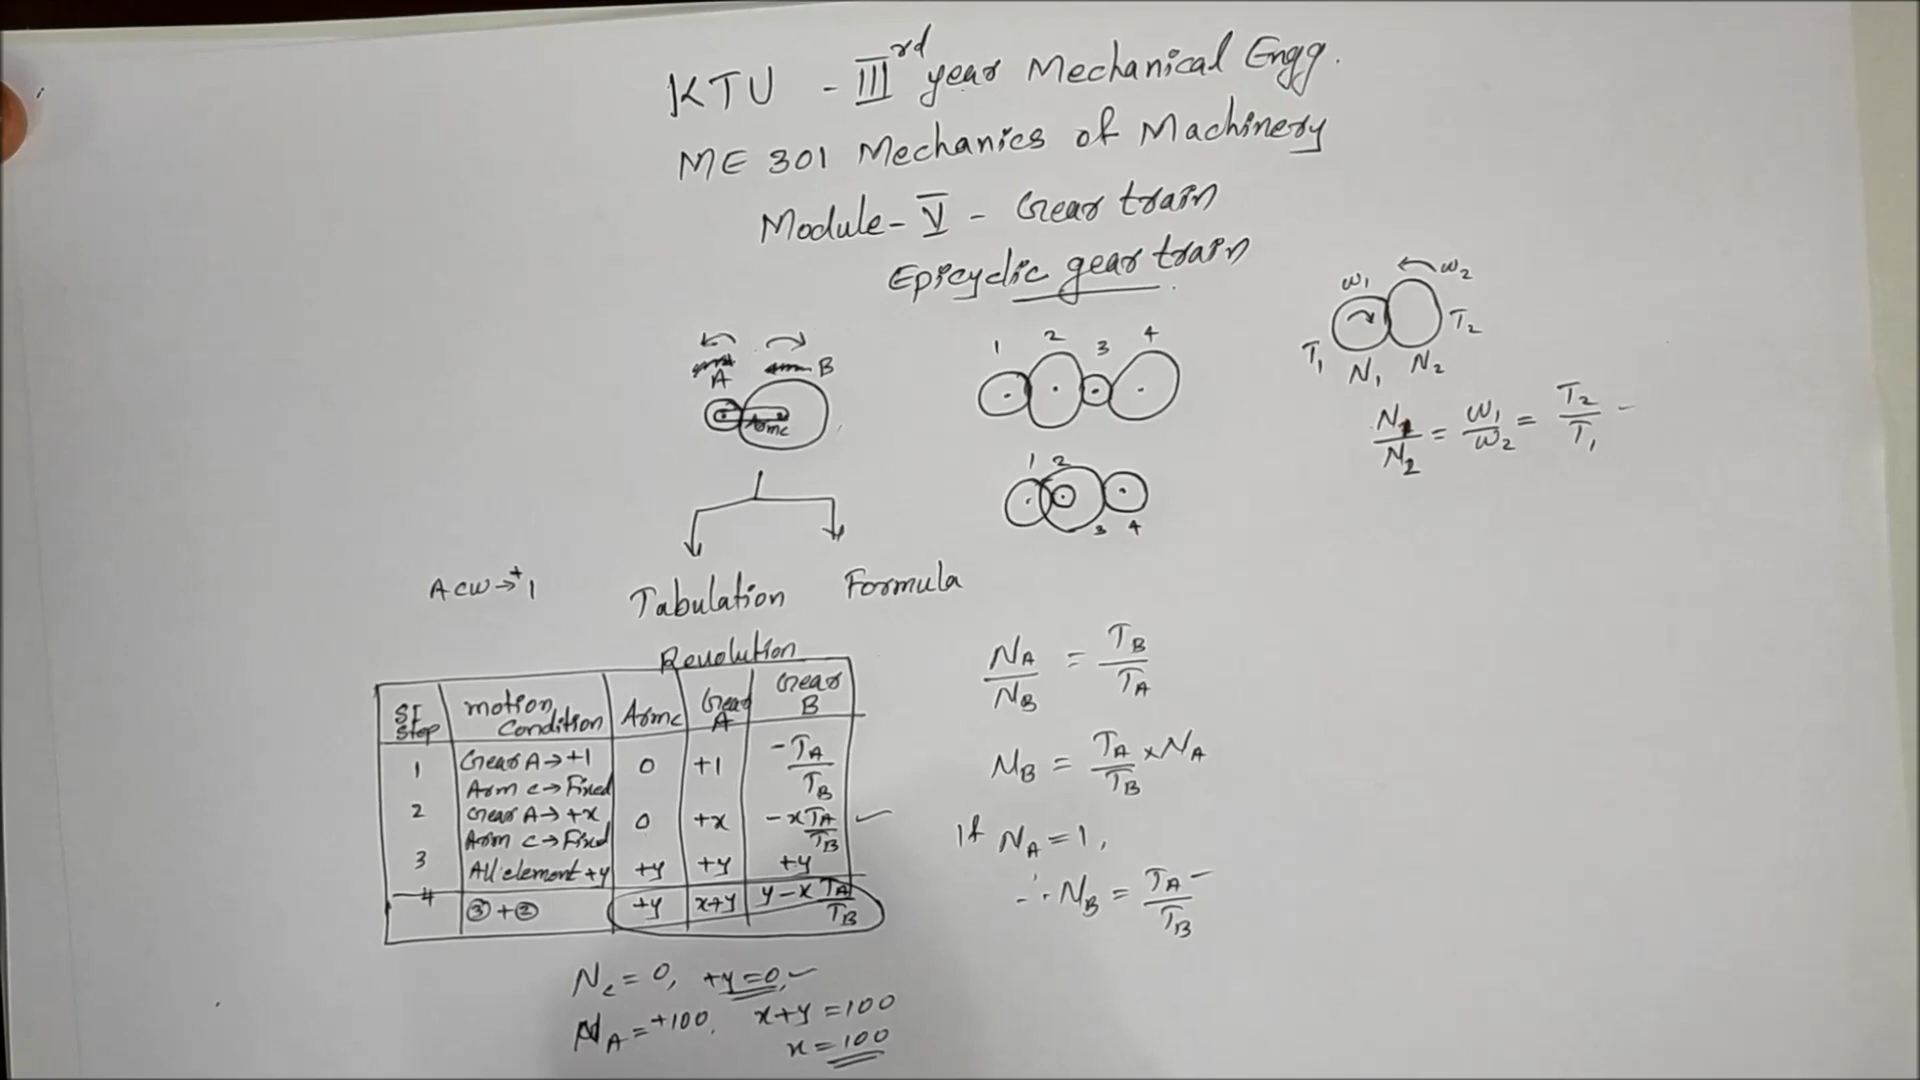 KTU - IIIrd year Mechanical Engg.
ME 301 Mechanics of Machinery
Module - V - Gear train
Epicyclic gear train
A B
Arm C
1 2 3 4
1 2
3 4
ω1 ω2
T1 N1 N2 T2
N1/N2 = ω1/ω2 = T2/T1
Acw → +1
Tabulation Formula
Revolution
Sl Step | Motion Condition | Arm C | Gear A | Gear B
1 | Gear A → +1 Arm C → Fixed | 0 | +1 | -TA/TB
2 | Gear A → +x Arm C → Fixed | 0 | +x | -x TA/TB
3 | All element +y | +y | +y | +y
4 | ③ + ② | +y | x+y | y - x TA/TB
NC = 0, +y = 0,
NA = +100, x+y = 100
x = 100
NA/NB = TB/TA
NB = TA/TB × NA
If NA = 1,
∴ NB = TA/TB